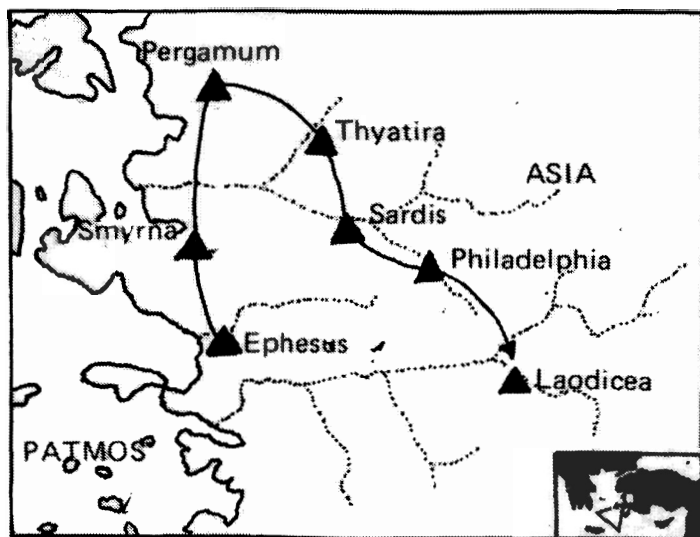 Pergamum
Thyatira
ASIA
Sardis
Smyrna
Philadelphia
Ephesus
Laodicea
PATMOS